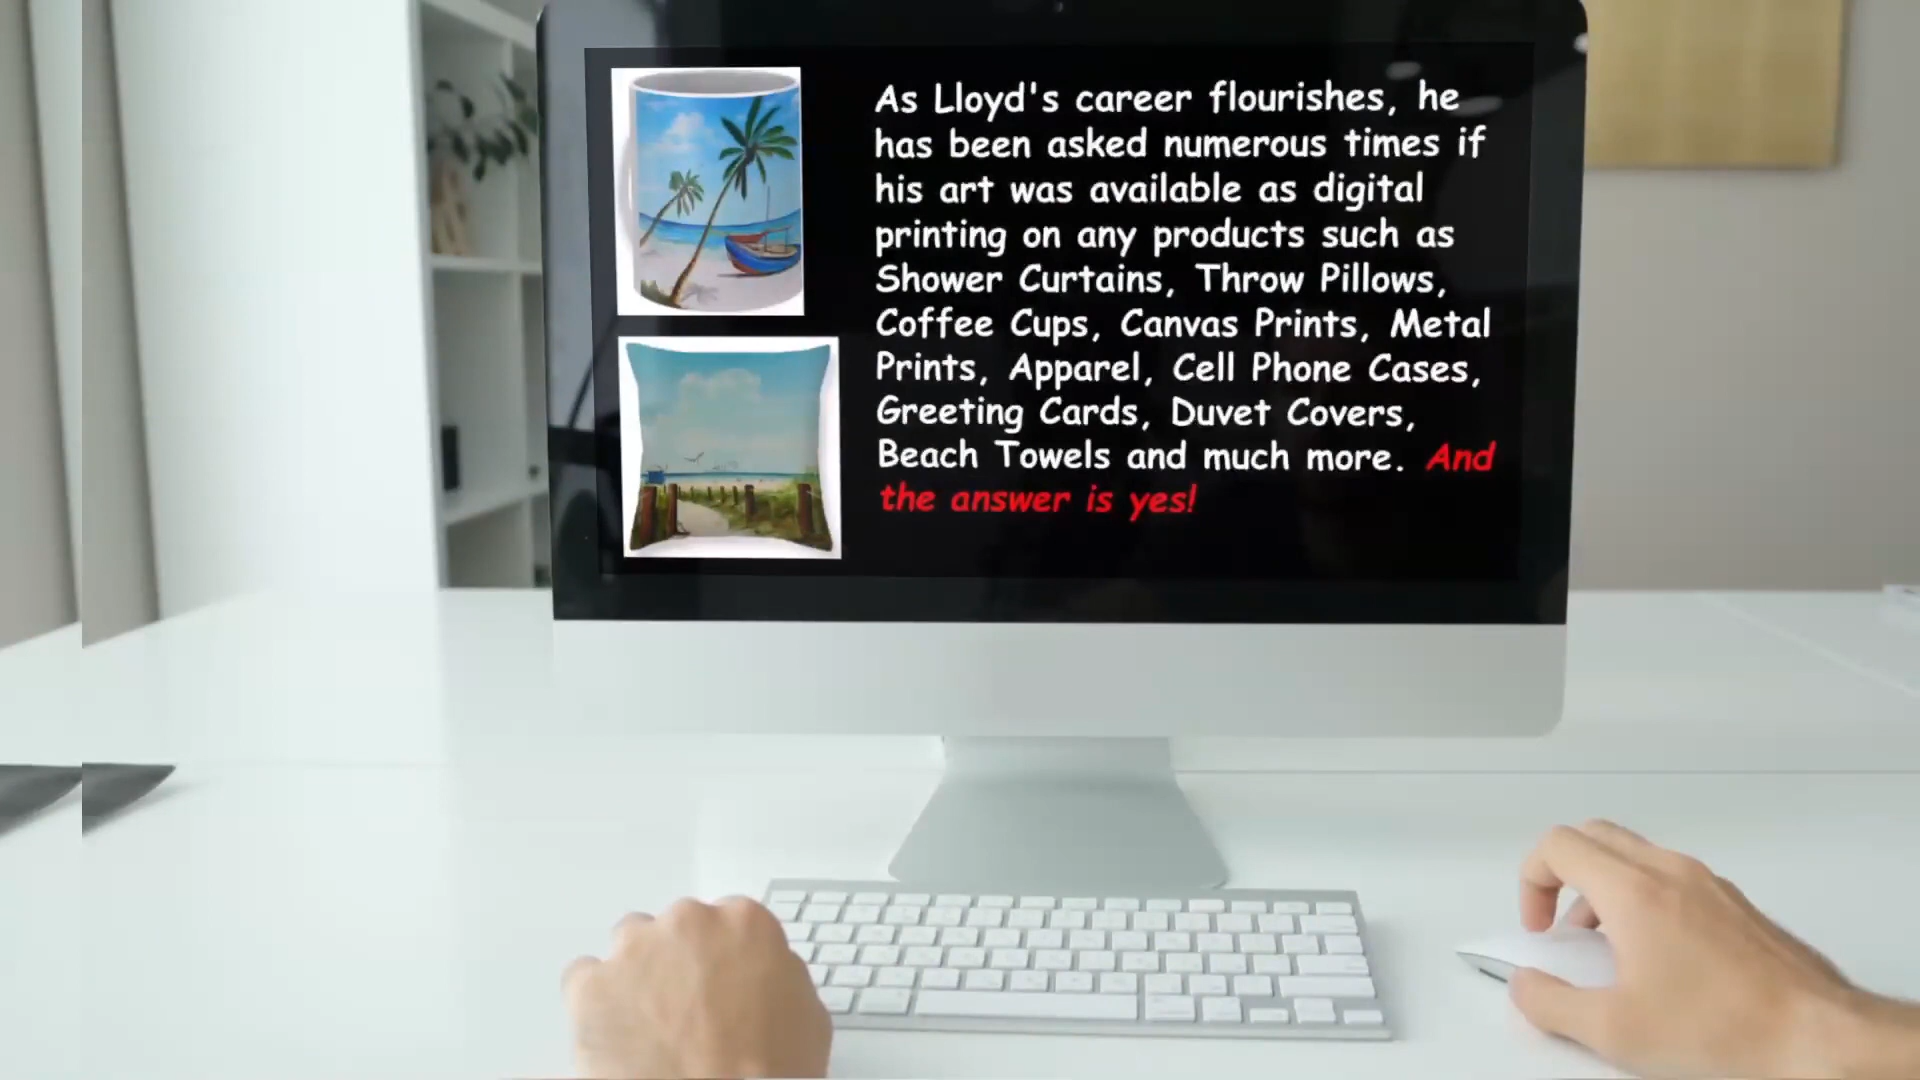 As Lloyd's career flourishes, he
has been asked numerous times if
his art was available as digital
printing on any products such as
Shower Curtains, Throw Pillows,
Coffee Cups, Canvas Prints, Metal
Prints, Apparel, Cell Phone Cases,
Greeting Cards, Duvet Covers,
Beach Towels and much more. And
the answer is yes!